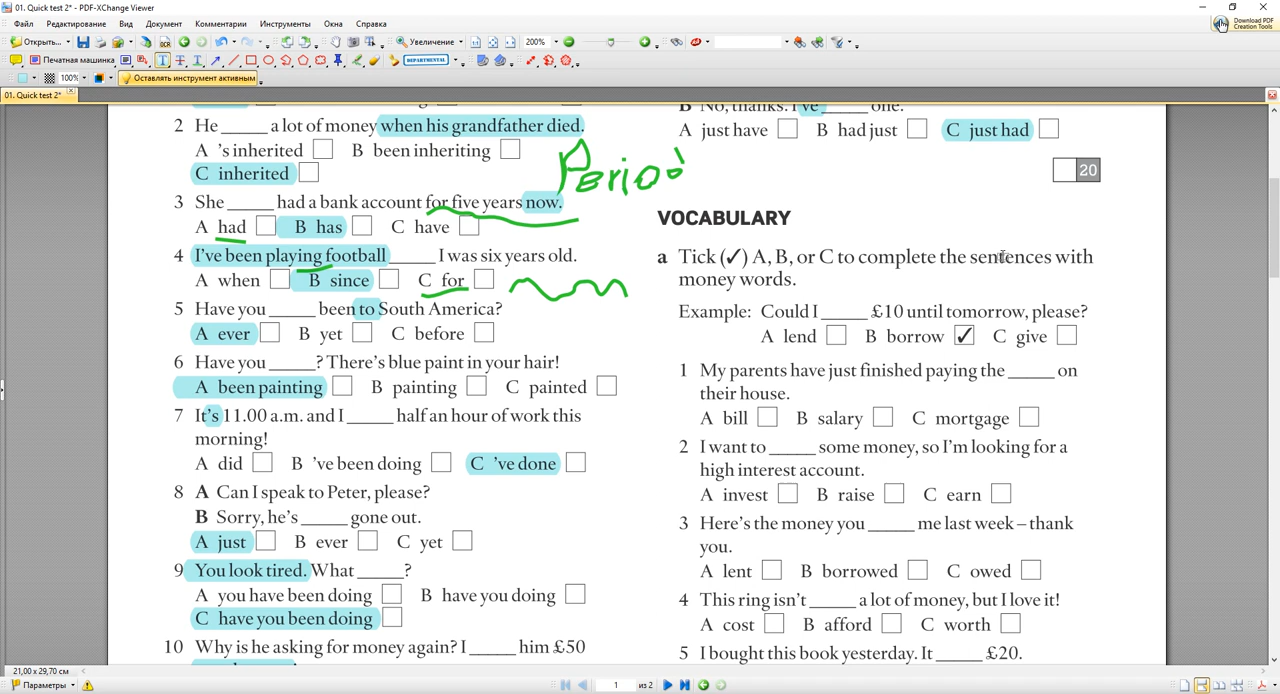 01. Quick test 2* - PDF-XChange Viewer
Файл Редактирование Вид Документ Комментарии Инструменты Окна Справка
Download PDF
Creation Tools
Открыть... OCR Увеличение 200%
Печатная машинка DEPARTMENTAL
100% Оставлять инструмент активным
01. Quick test 2*
2 He _____ a lot of money when his grandfather died.
A 's inherited B been inheriting
C inherited
3 She _____ had a bank account for five years now.
A had B has C have
4 I've been playing football _____ I was six years old.
A when B since C for
5 Have you _____ been to South America?
A ever B yet C before
6 Have you _____? There's blue paint in your hair!
A been painting B painting C painted
7 It's 11.00 a.m. and I _____ half an hour of work this
morning!
A did B 've been doing C 've done
8 A Can I speak to Peter, please?
B Sorry, he's _____ gone out.
A just B ever C yet
9 You look tired. What _____?
A you have been doing B have you doing
C have you been doing
10 Why is he asking for money again? I _____ him £50
Period
B No, thanks. I've _____ one.
A just have B had just C just had
20
VOCABULARY
a Tick (✓) A, B, or C to complete the sentences with
money words.
Example: Could I _____ £10 until tomorrow, please?
A lend B borrow ✓ C give
1 My parents have just finished paying the _____ on
their house.
A bill B salary C mortgage
2 I want to _____ some money, so I'm looking for a
high interest account.
A invest B raise C earn
3 Here's the money you _____ me last week – thank
you.
A lent B borrowed C owed
4 This ring isn't _____ a lot of money, but I love it!
A cost B afford C worth
5 I bought this book yesterday. It _____ £20.
21,00 x 29,70 см
Параметры 1 из 2